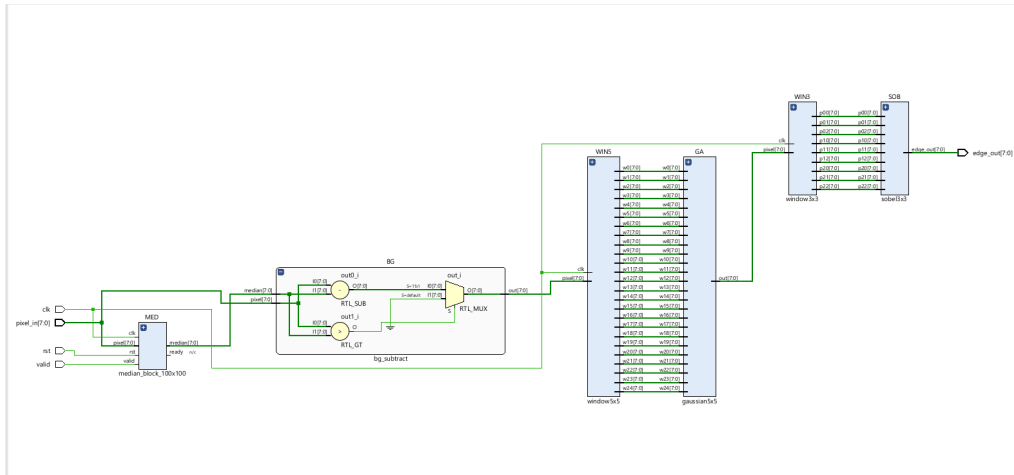 WIN3
SOB
clk
pixel[7:0]
p00[7:0] p00[7:0]
p01[7:0] p01[7:0]
p02[7:0] p02[7:0]
p10[7:0] p10[7:0]
p11[7:0] p11[7:0]
p12[7:0] p12[7:0]
p20[7:0] p20[7:0]
p21[7:0] p21[7:0]
p22[7:0] p22[7:0]
edge_out[7:0]
edge_out[7:0]
window3x3
sobel3x3
WIN5
GA
clk
pixel[7:0]
w0[7:0] w0[7:0]
w1[7:0] w1[7:0]
w2[7:0] w2[7:0]
w3[7:0] w3[7:0]
w4[7:0] w4[7:0]
w5[7:0] w5[7:0]
w6[7:0] w6[7:0]
w7[7:0] w7[7:0]
w8[7:0] w8[7:0]
w9[7:0] w9[7:0]
w10[7:0] w10[7:0]
w11[7:0] w11[7:0]
w12[7:0] w12[7:0]
w13[7:0] w13[7:0]
w14[7:0] w14[7:0]
w15[7:0] w15[7:0]
w16[7:0] w16[7:0]
w17[7:0] w17[7:0]
w18[7:0] w18[7:0]
w19[7:0] w19[7:0]
w20[7:0] w20[7:0]
w21[7:0] w21[7:0]
w22[7:0] w22[7:0]
w23[7:0] w23[7:0]
w24[7:0] w24[7:0]
out[7:0]
window5x5
gaussian5x5
BG
median[7:0]
pixel[7:0]
out0_i
I0[7:0]
I1[7:0]
O[7:0]
RTL_SUB
out1_i
I0[7:0]
I1[7:0]
O
RTL_GT
out_i
S=1'b1 I0[7:0]
S=default I1[7:0]
S
O[7:0]
RTL_MUX
out[7:0]
bg_subtract
clk
pixel_in[7:0]
rst
valid
MED
clk
pixel[7:0]
rst
valid
median[7:0]
ready n/c
median_block_100x100